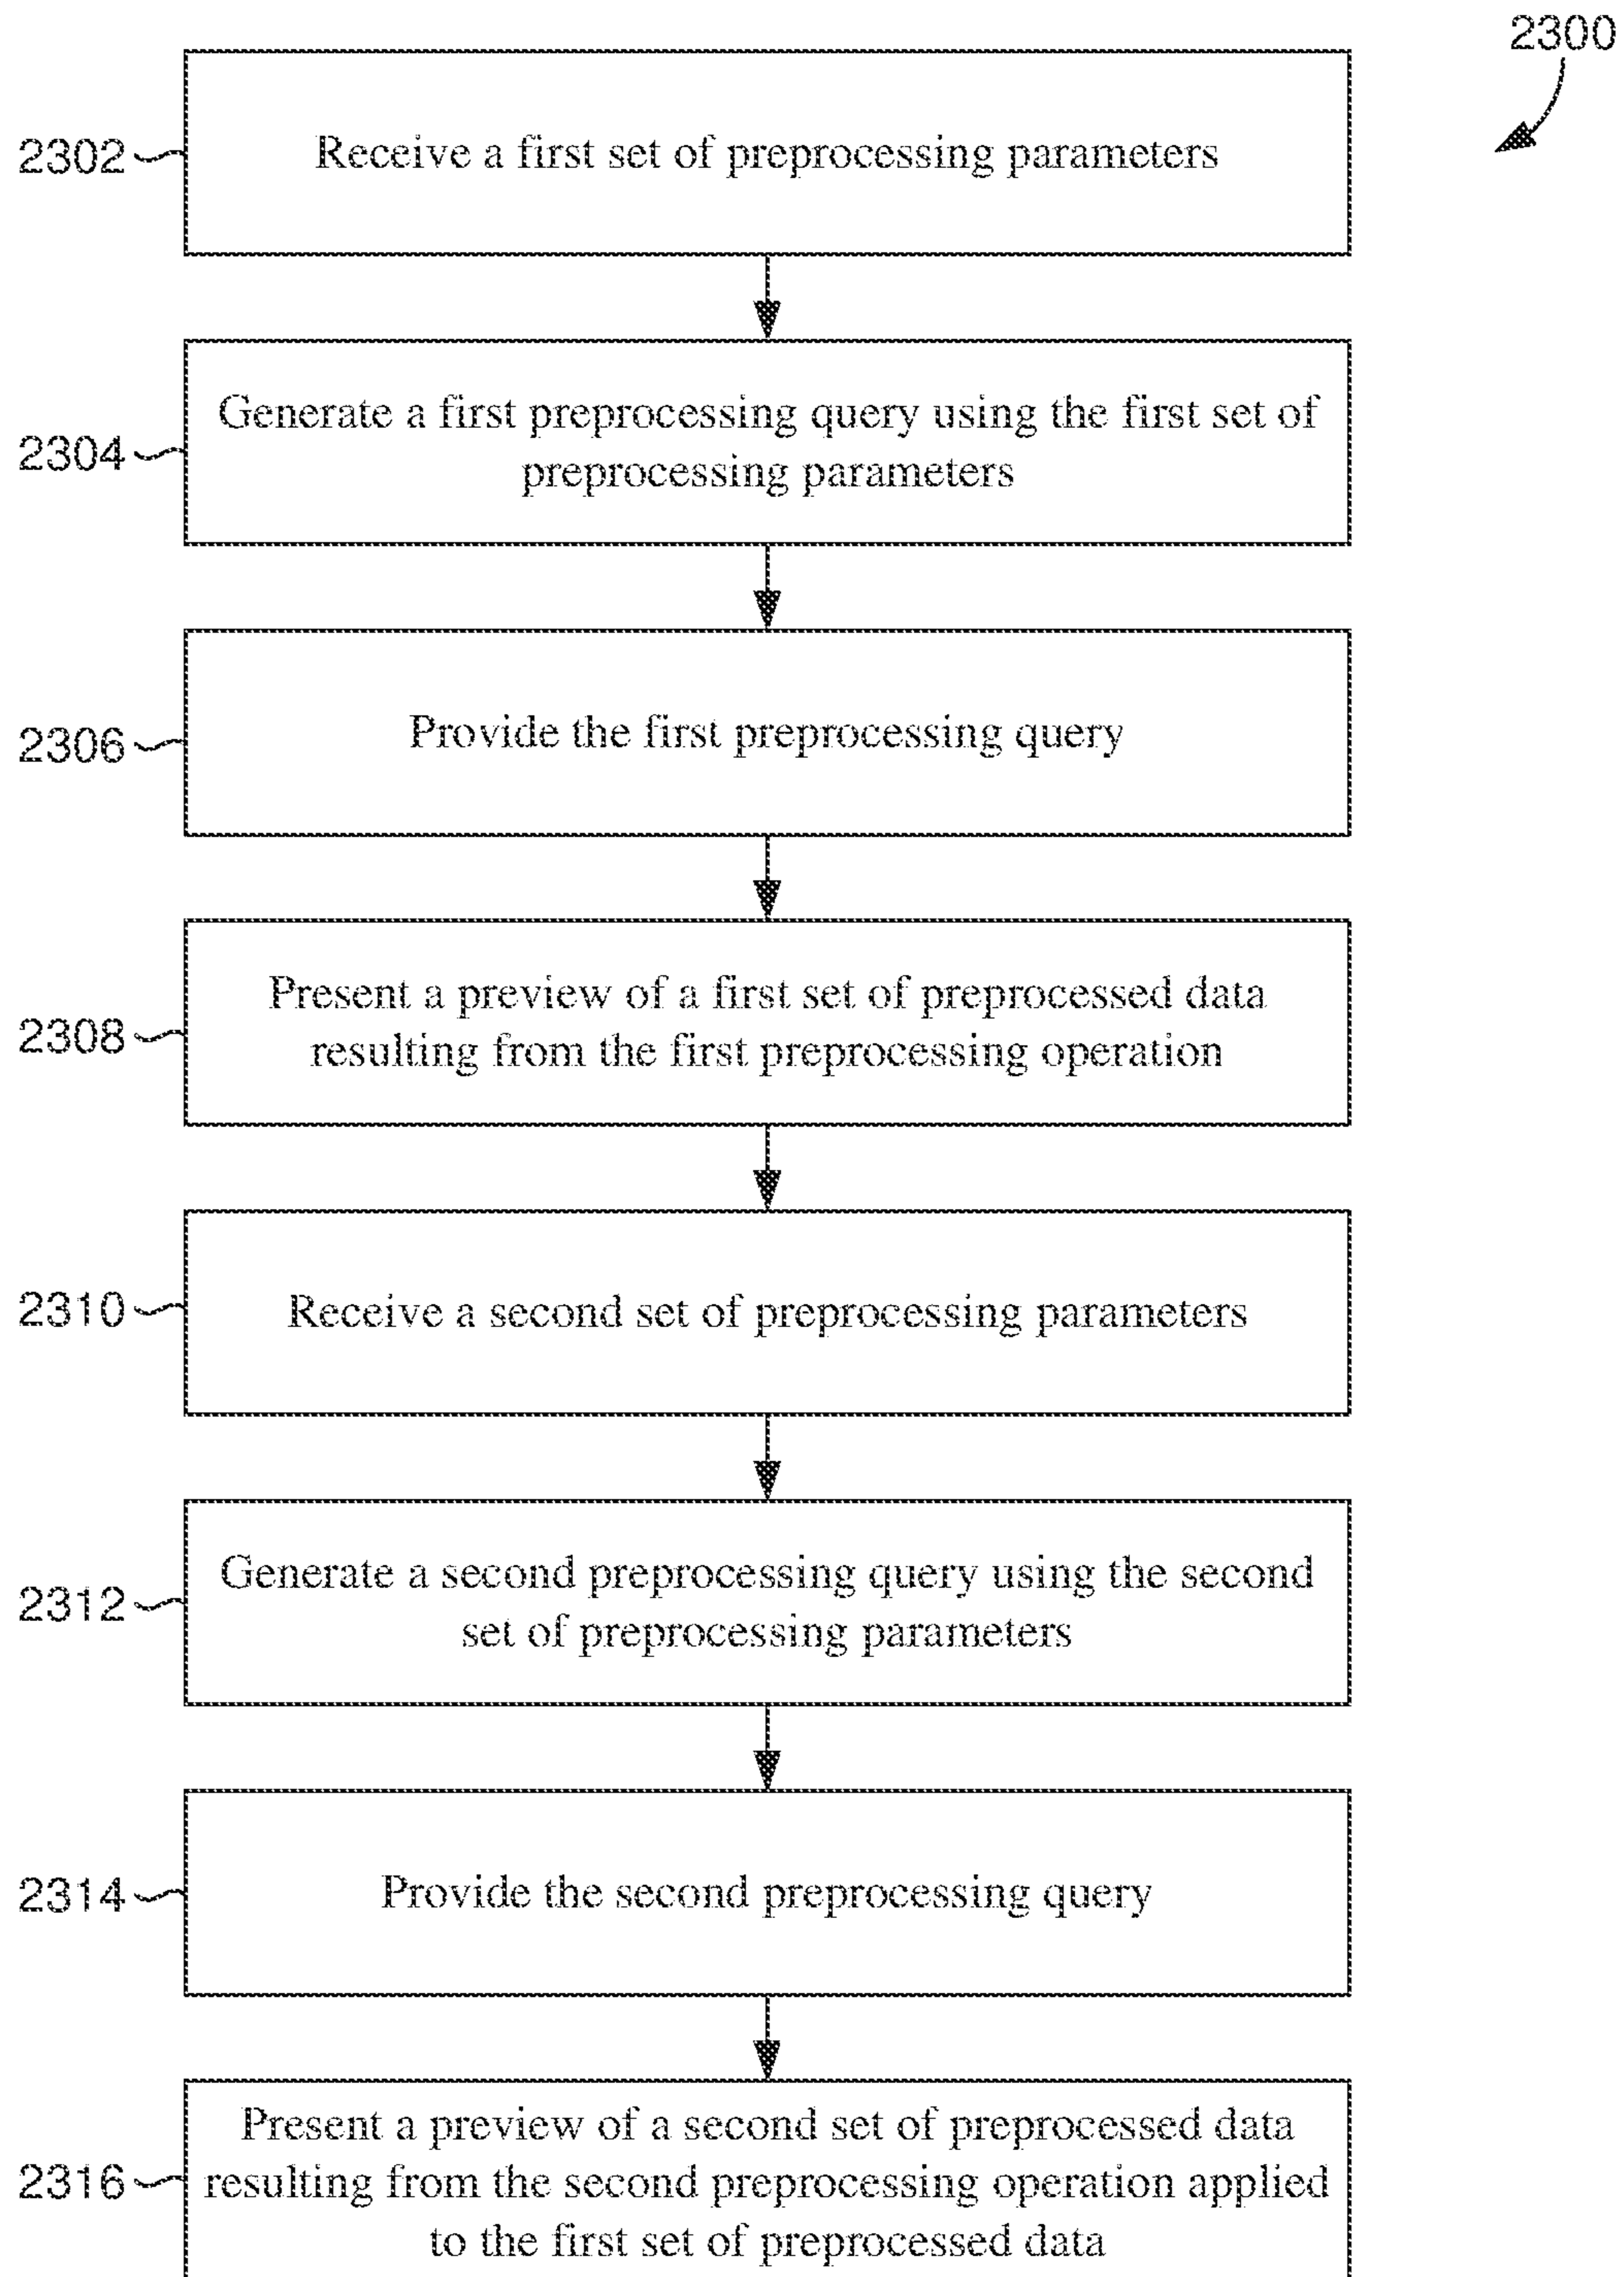 2300
2302
Receive a first set of preprocessing parameters
2304
Generate a first preprocessing query using the first set of
preprocessing parameters
2306
Provide the first preprocessing query
2308
Present a preview of a first set of preprocessed data
resulting from the first preprocessing operation
2310
Receive a second set of preprocessing parameters
2312
Generate a second preprocessing query using the second
set of preprocessing parameters
2314
Provide the second preprocessing query
2316
Present a preview of a second set of preprocessed data
resulting from the second preprocessing operation applied
to the first set of preprocessed data